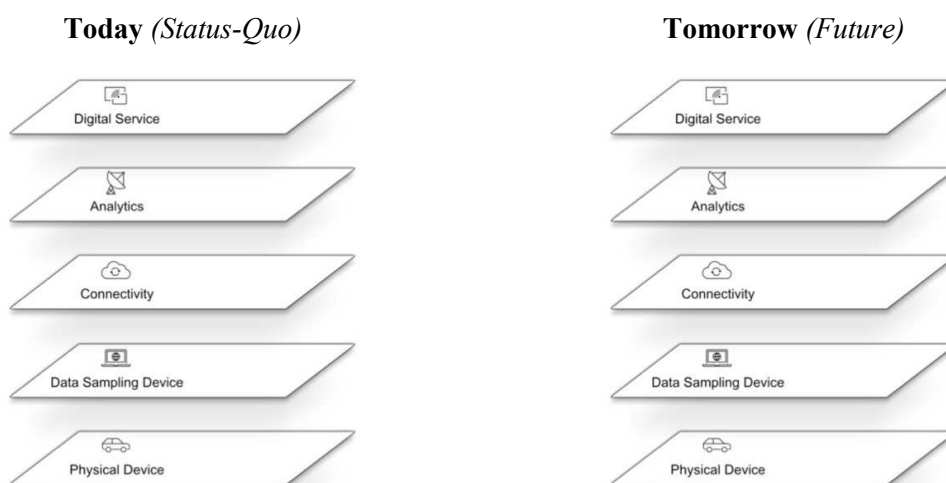 Today (Status-Quo)
Tomorrow (Future)
Digital Service
Digital Service
Analytics
Analytics
Connectivity
Connectivity
Data Sampling Device
Data Sampling Device
Physical Device
Physical Device